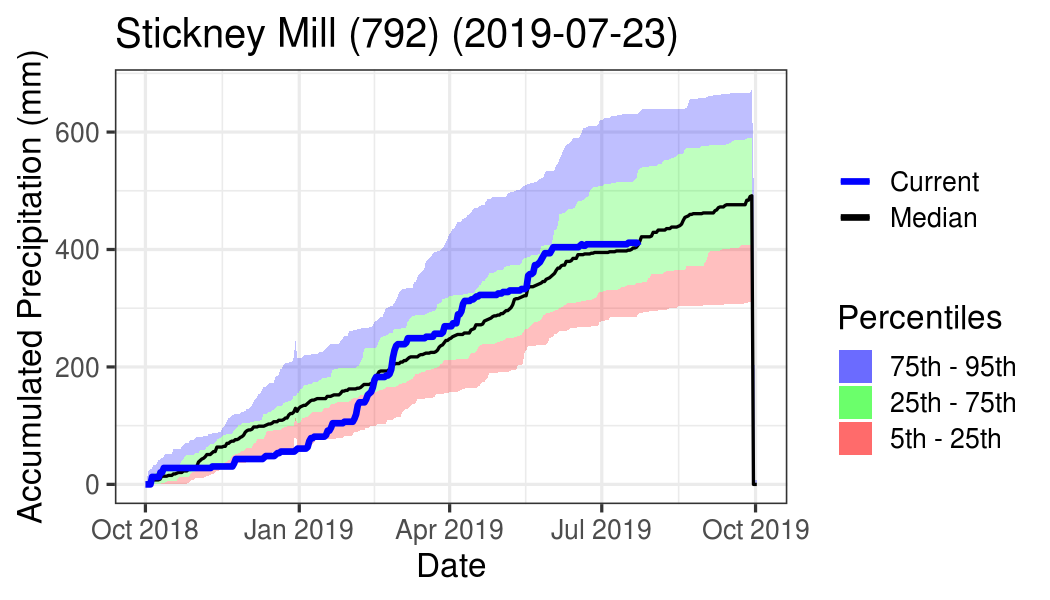 Stickney Mill (792) (2019-07-23)
Accumulated Precipitation (mm)
600
400
200
0
Oct 2018
Jan 2019
Apr 2019
Jul 2019
Oct 2019
Date
Current
Median
Percentiles
75th - 95th
25th - 75th
5th - 25th